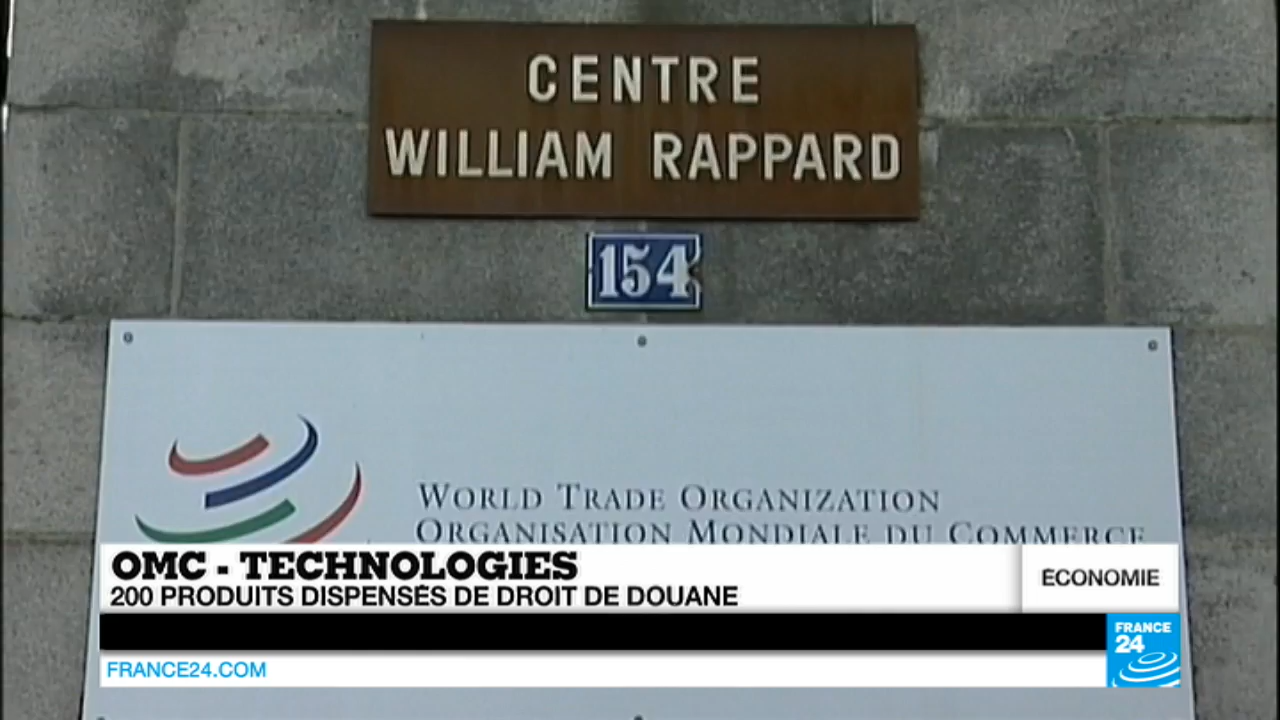 CENTRE
WILLIAM RAPPARD
154
WORLD TRADE ORGANIZATION
ORGANISATION MONDIALE DU COMMERCE
OMC - TECHNOLOGIES
200 PRODUITS DISPENSÉS DE DROIT DE DOUANE
ÉCONOMIE
FRANCE
24
FRANCE24.COM